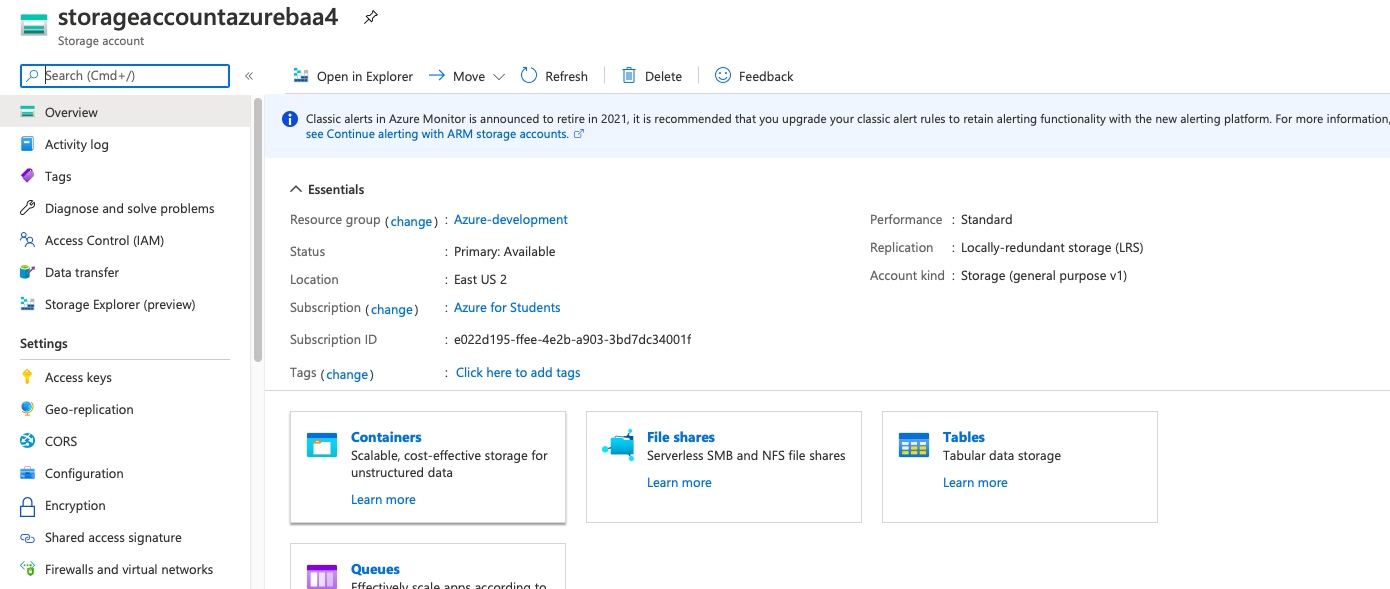 storageaccountazurebaa4
Storage account
Search (Cmd+/)
«
Open in Explorer
Move
Refresh
Delete
Feedback
Overview
Activity log
Tags
Diagnose and solve problems
Access Control (IAM)
Data transfer
Storage Explorer (preview)
Settings
Access keys
Geo-replication
CORS
Configuration
Encryption
Shared access signature
Firewalls and virtual networks
Classic alerts in Azure Monitor is announced to retire in 2021, it is recommended that you upgrade your classic alert rules to retain alerting functionality with the new alerting platform. For more information,
see Continue alerting with ARM storage accounts.
Essentials
Resource group (change) : Azure-development
Status : Primary: Available
Location : East US 2
Subscription (change) : Azure for Students
Subscription ID : e022d195-ffee-4e2b-a903-3bd7dc34001f
Tags (change) : Click here to add tags
Performance : Standard
Replication : Locally-redundant storage (LRS)
Account kind : Storage (general purpose v1)
Containers
Scalable, cost-effective storage for
unstructured data
Learn more
File shares
Serverless SMB and NFS file shares
Learn more
Tables
Tabular data storage
Learn more
Queues
Effectively scale apps according to